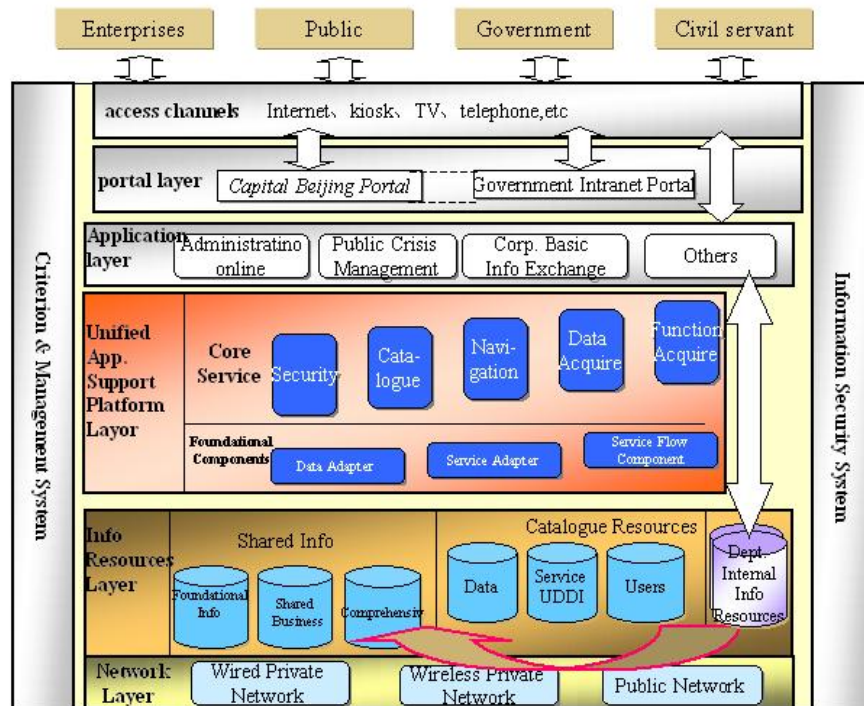 Enterprises
Public
Government
Civil servant
access channels
Internet、kiosk、TV、telephone,etc
portal layer
Capital Beijing Portal
Government Intranet Portal
Application
layer
Administratino
online
Public Crisis
Management
Corp. Basic
Info Exchange
Others
Criterion & Management System
Information Security System
Unified
App.
Support
Platform
Layor
Core
Service
Security
Cata-
logue
Navi-
gation
Data
Acquire
Function
Acquire
Foundational
Components
Data Adapter
Service Adapter
Service Flow
Component
Info
Resources
Layer
Shared Info
Foundational
Info
Shared
Business
Comprehensiv
Catalogue Resources
Data
Service
UDDI
Users
Dept.
Internal
Info
Resources
Network
Layer
Wired Private
Network
Wireless Private
Network
Public Network